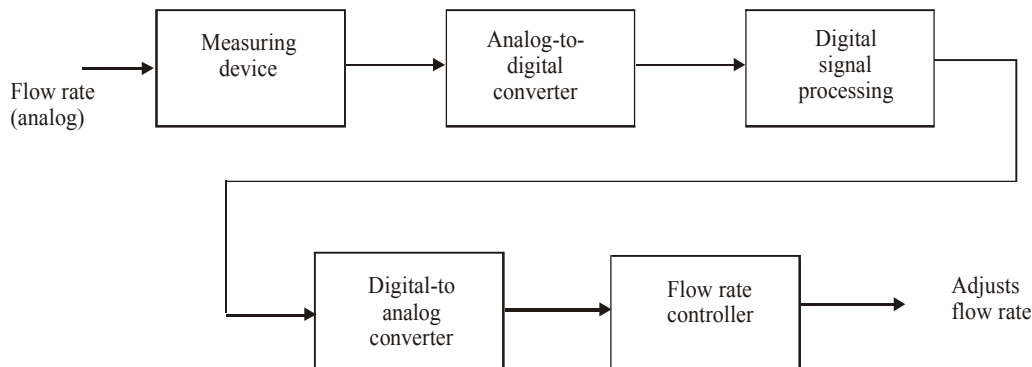 Flow rate
(analog)
Measuring
device
Analog-to-
digital
converter
Digital
signal
processing
Digital-to
analog
converter
Flow rate
controller
Adjusts
flow rate